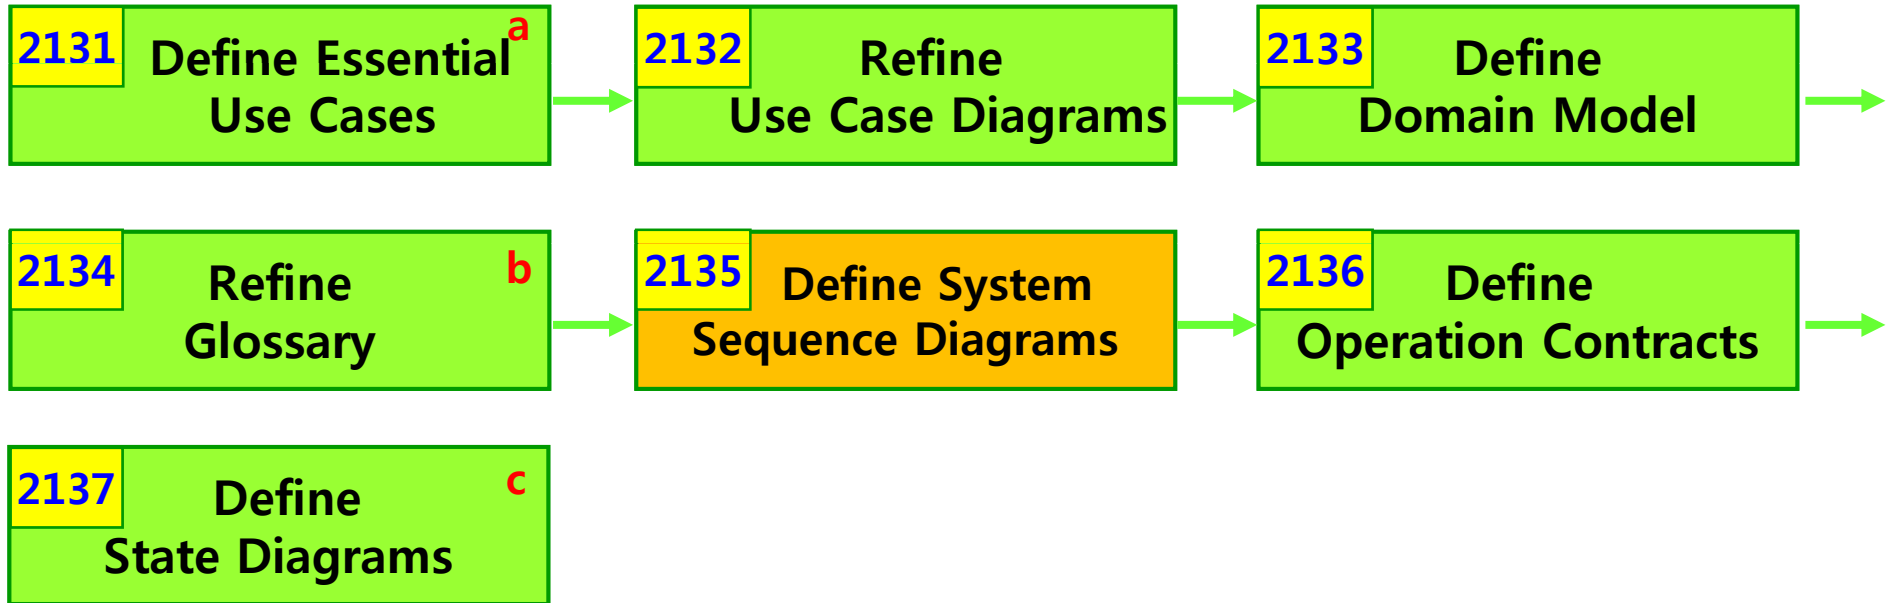 2131 Define Essential a
Use Cases
2132 Refine
Use Case Diagrams
2133 Define
Domain Model
2134 Refine b
Glossary
2135 Define System
Sequence Diagrams
2136 Define
Operation Contracts
2137 Define c
State Diagrams